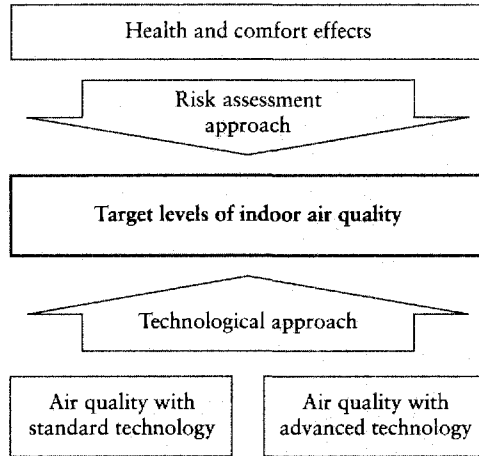 Health and comfort effects
Risk assessment
approach
Target levels of indoor air quality
Technological approach
Air quality with
standard technology
Air quality with
advanced technology